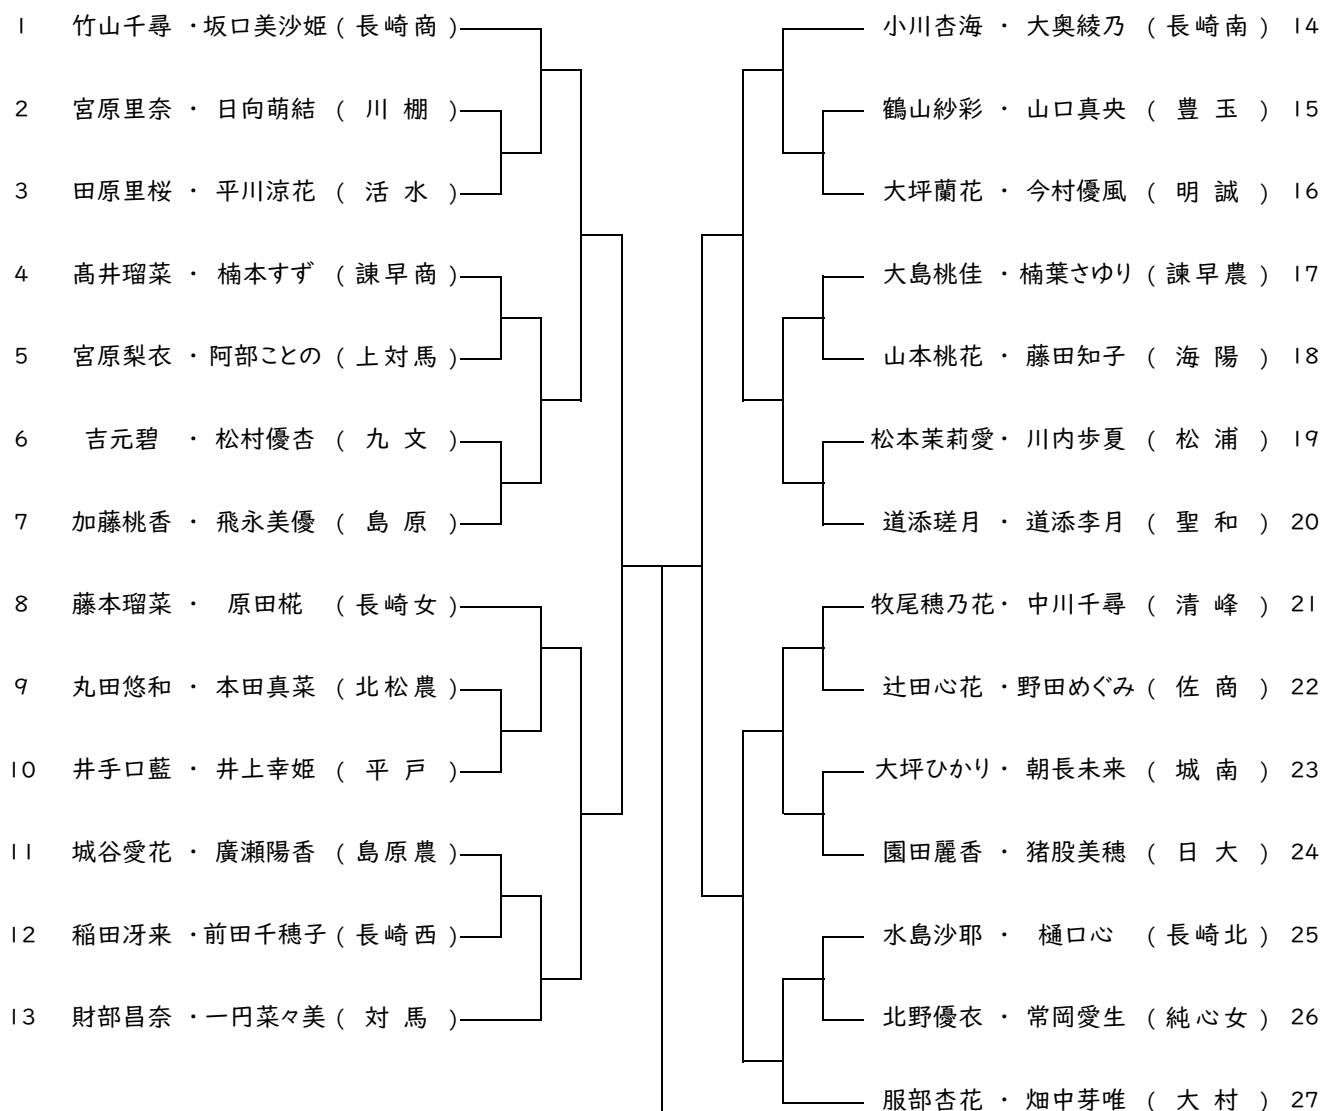 1 竹山千尋 ・坂口美沙姫 ( 長崎商 )
2 宮原里奈 ・ 日向萌結 ( 川 棚 )
3 田原里桜 ・ 平川涼花 ( 活 水 )
4 髙井瑠菜 ・ 楠本すず ( 諫早商 )
5 宮原梨衣 ・阿部ことの ( 上対馬 )
6 吉元碧 ・ 松村優杏 ( 九 文 )
7 加藤桃香 ・ 飛永美優 ( 島 原 )
8 藤本瑠菜 ・ 原田椛 ( 長崎女 )
9 丸田悠和 ・ 本田真菜 ( 北松農 )
10 井手口藍 ・ 井上幸姫 ( 平 戸 )
11 城谷愛花 ・ 廣瀬陽香 ( 島原農 )
12 稲田冴来 ・前田千穂子 ( 長崎西 )
13 財部昌奈 ・一円菜々美 ( 対 馬 )
小川杏海 ・ 大奥綾乃 ( 長崎南 ) 14
鶴山紗彩 ・ 山口真央 ( 豊 玉 ) 15
大坪蘭花 ・ 今村優風 ( 明 誠 ) 16
大島桃佳 ・楠葉さゆり ( 諫早農 ) 17
山本桃花 ・ 藤田知子 ( 海 陽 ) 18
松本茉莉愛・ 川内歩夏 ( 松 浦 ) 19
道添瑳月 ・ 道添李月 ( 聖 和 ) 20
牧尾穂乃花・ 中川千尋 ( 清 峰 ) 21
辻田心花 ・野田めぐみ ( 佐 商 ) 22
大坪ひかり・ 朝長未来 ( 城 南 ) 23
園田麗香 ・ 猪股美穂 ( 日 大 ) 24
水島沙耶 ・ 樋口心 ( 長崎北 ) 25
北野優衣 ・ 常岡愛生 ( 純心女 ) 26
服部杏花 ・ 畑中芽唯 ( 大 村 ) 27